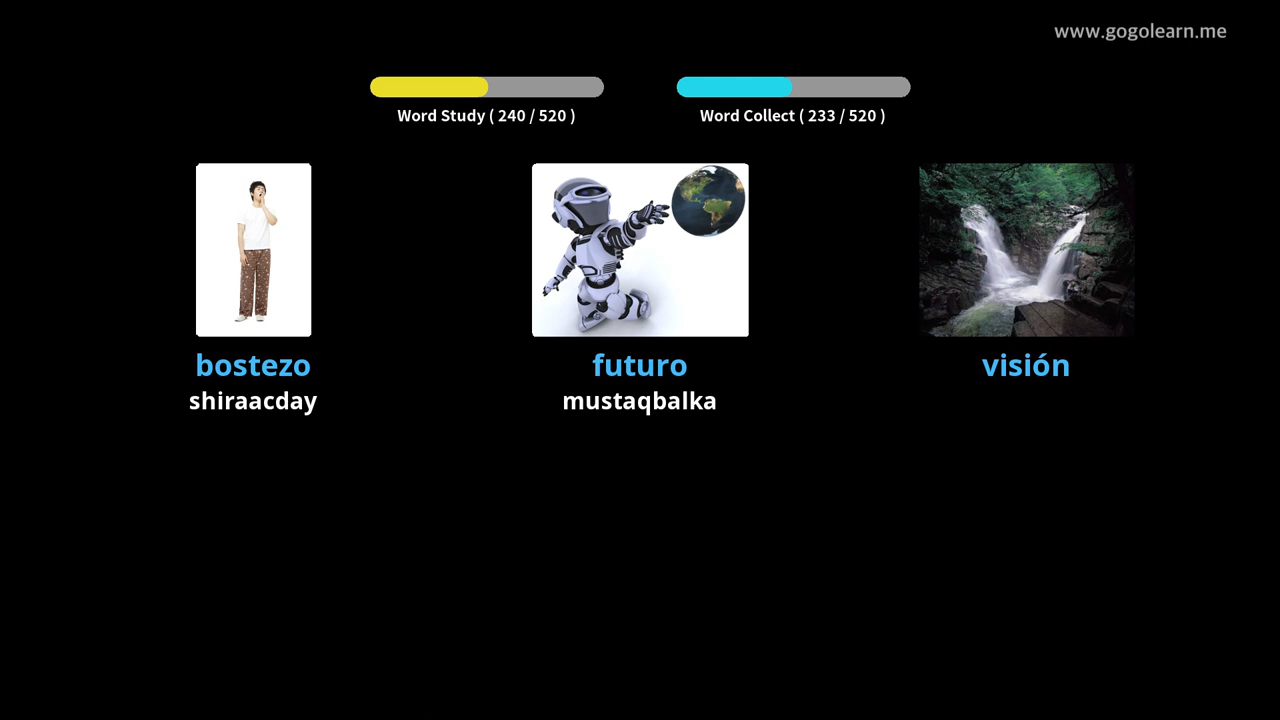 www.gogolearn.me
Word Study ( 240 / 520 )
Word Collect ( 233 / 520 )
bostezo
shiraacday
futuro
mustaqbalka
visión